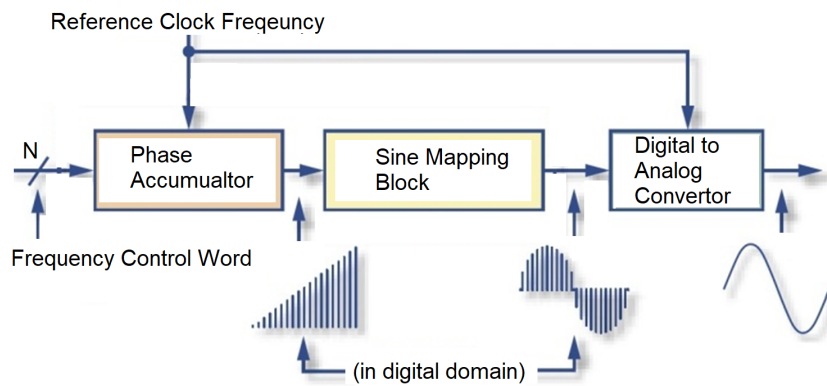 Reference Clock Freqeuncy
N
Phase
Accumualtor
Sine Mapping
Block
Digital to
Analog
Convertor
Frequency Control Word
(in digital domain)